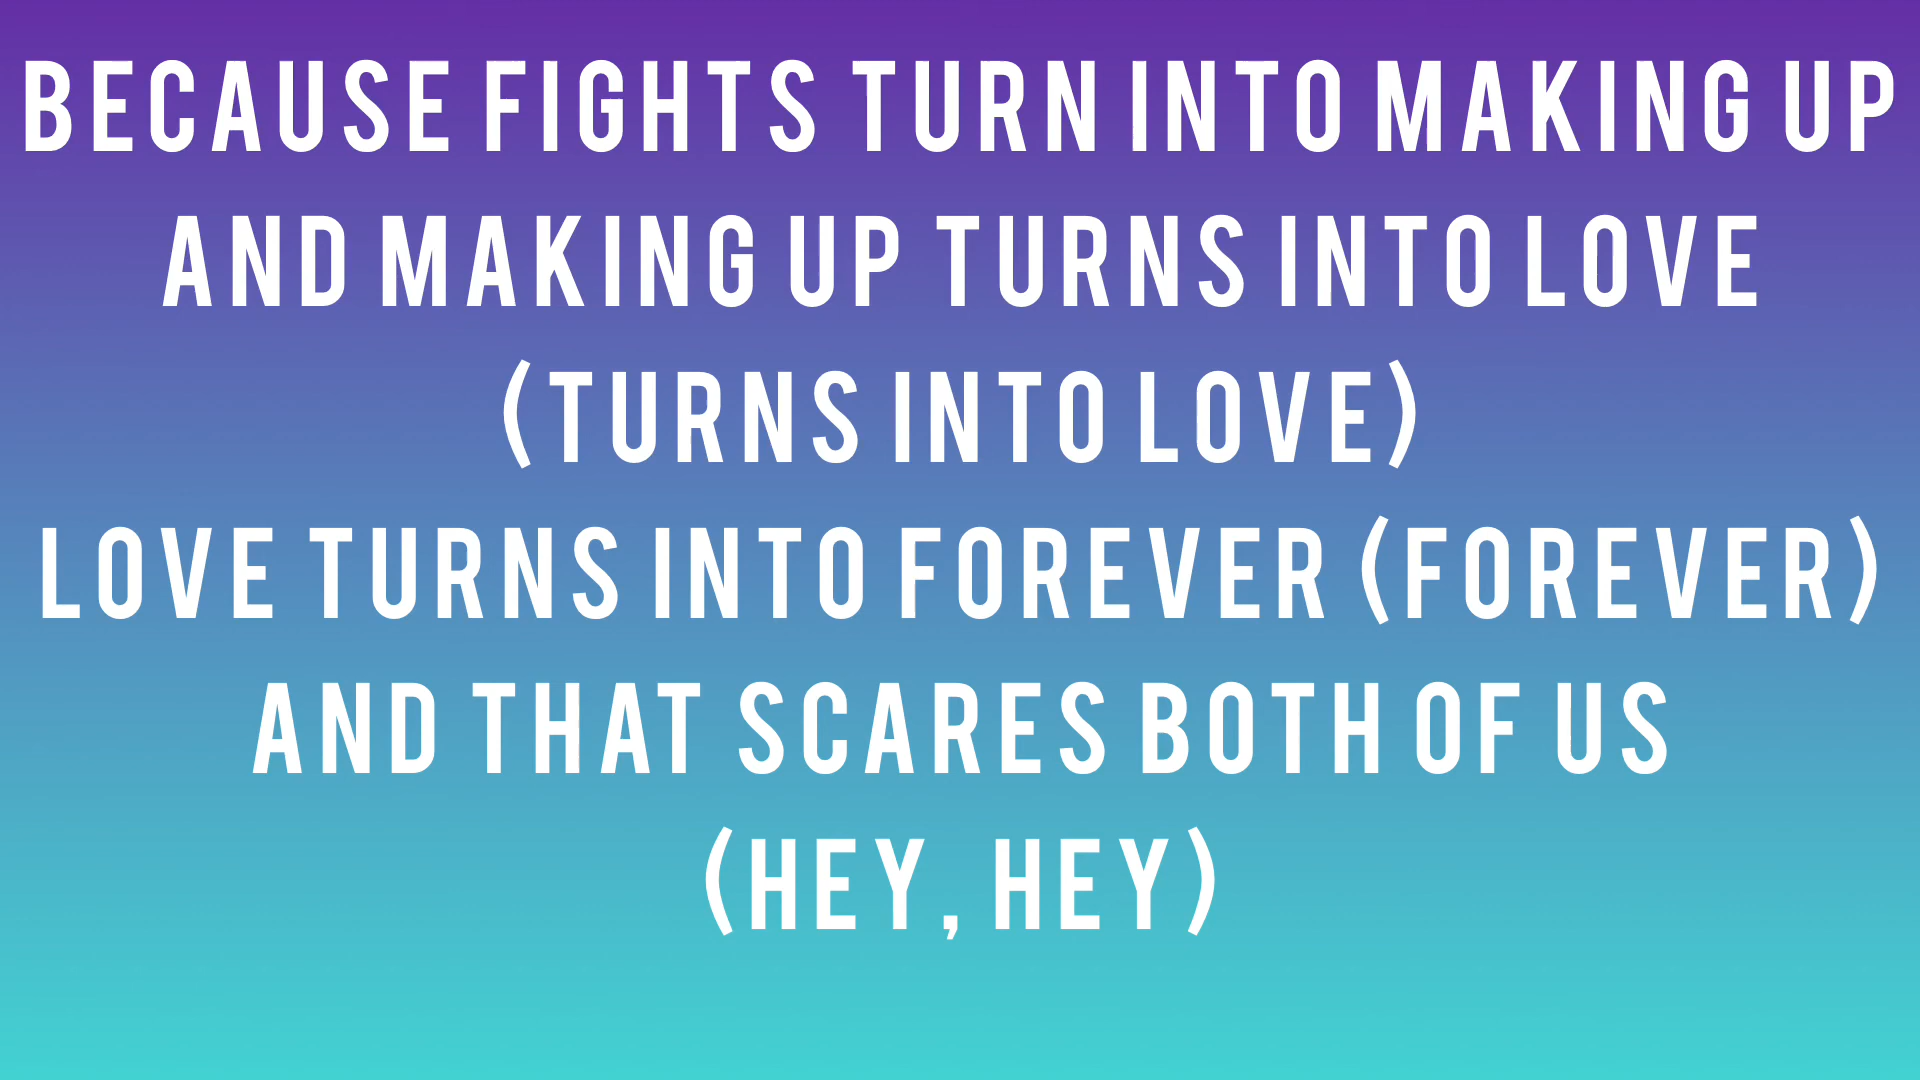 BECAUSE FIGHTS TURN INTO MAKING UP
AND MAKING UP TURNS INTO LOVE
(TURNS INTO LOVE)
LOVE TURNS INTO FOREVER (FOREVER)
AND THAT SCARES BOTH OF US
(HEY, HEY)